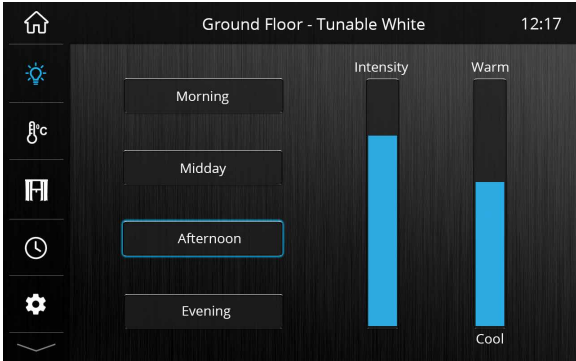 Ground Floor - Tunable White
12:17
Intensity
Warm
Morning
°C
Midday
Afternoon
Evening
Cool